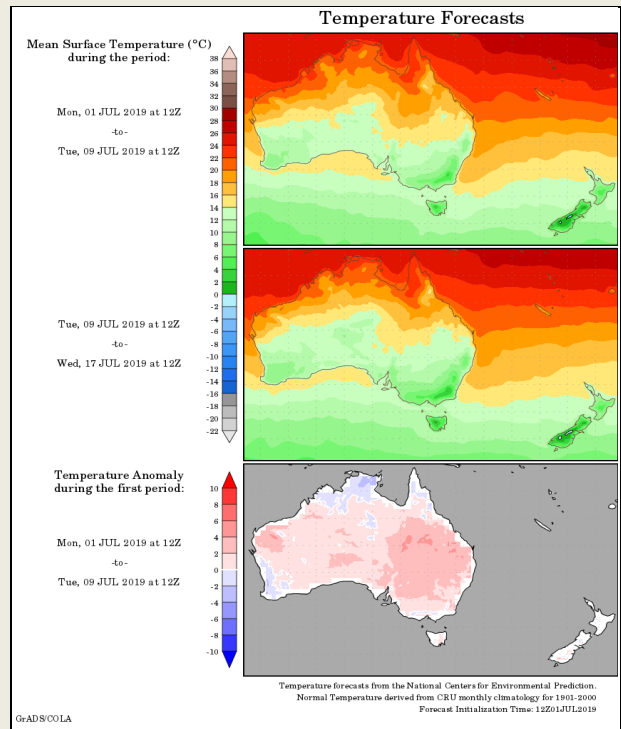 Temperature Forecasts
Mean Surface Temperature (°C)
during the period:
Mon, 01 JUL 2019 at 12Z
-to-
Tue, 09 JUL 2019 at 12Z
38
36
34
32
30
28
26
24
22
20
18
16
14
12
10
8
6
4
2
0
-2
-4
-6
-8
-10
-12
-14
-16
-18
-20
-22
Tue, 09 JUL 2019 at 12Z
-to-
Wed, 17 JUL 2019 at 12Z
Temperature Anomaly
during the first period:
Mon, 01 JUL 2019 at 12Z
-to-
Tue, 09 JUL 2019 at 12Z
10
8
6
4
2
0
-2
-4
-6
-8
-10
Temperature forecasts from the National Centers for Environmental Prediction.
Normal Temperature derived from CRU monthly climatology for 1901-2000
Forecast Initialization Time: 12Z01JUL2019
GrADS/COLA